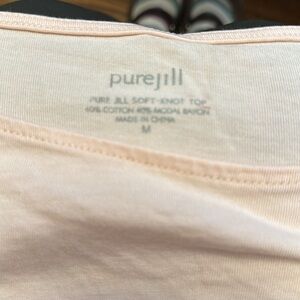 purejill
PURE JILL SOFT-KNOT TOP
60% COTTON 40% MODAL RAYON
MADE IN CHINA
M